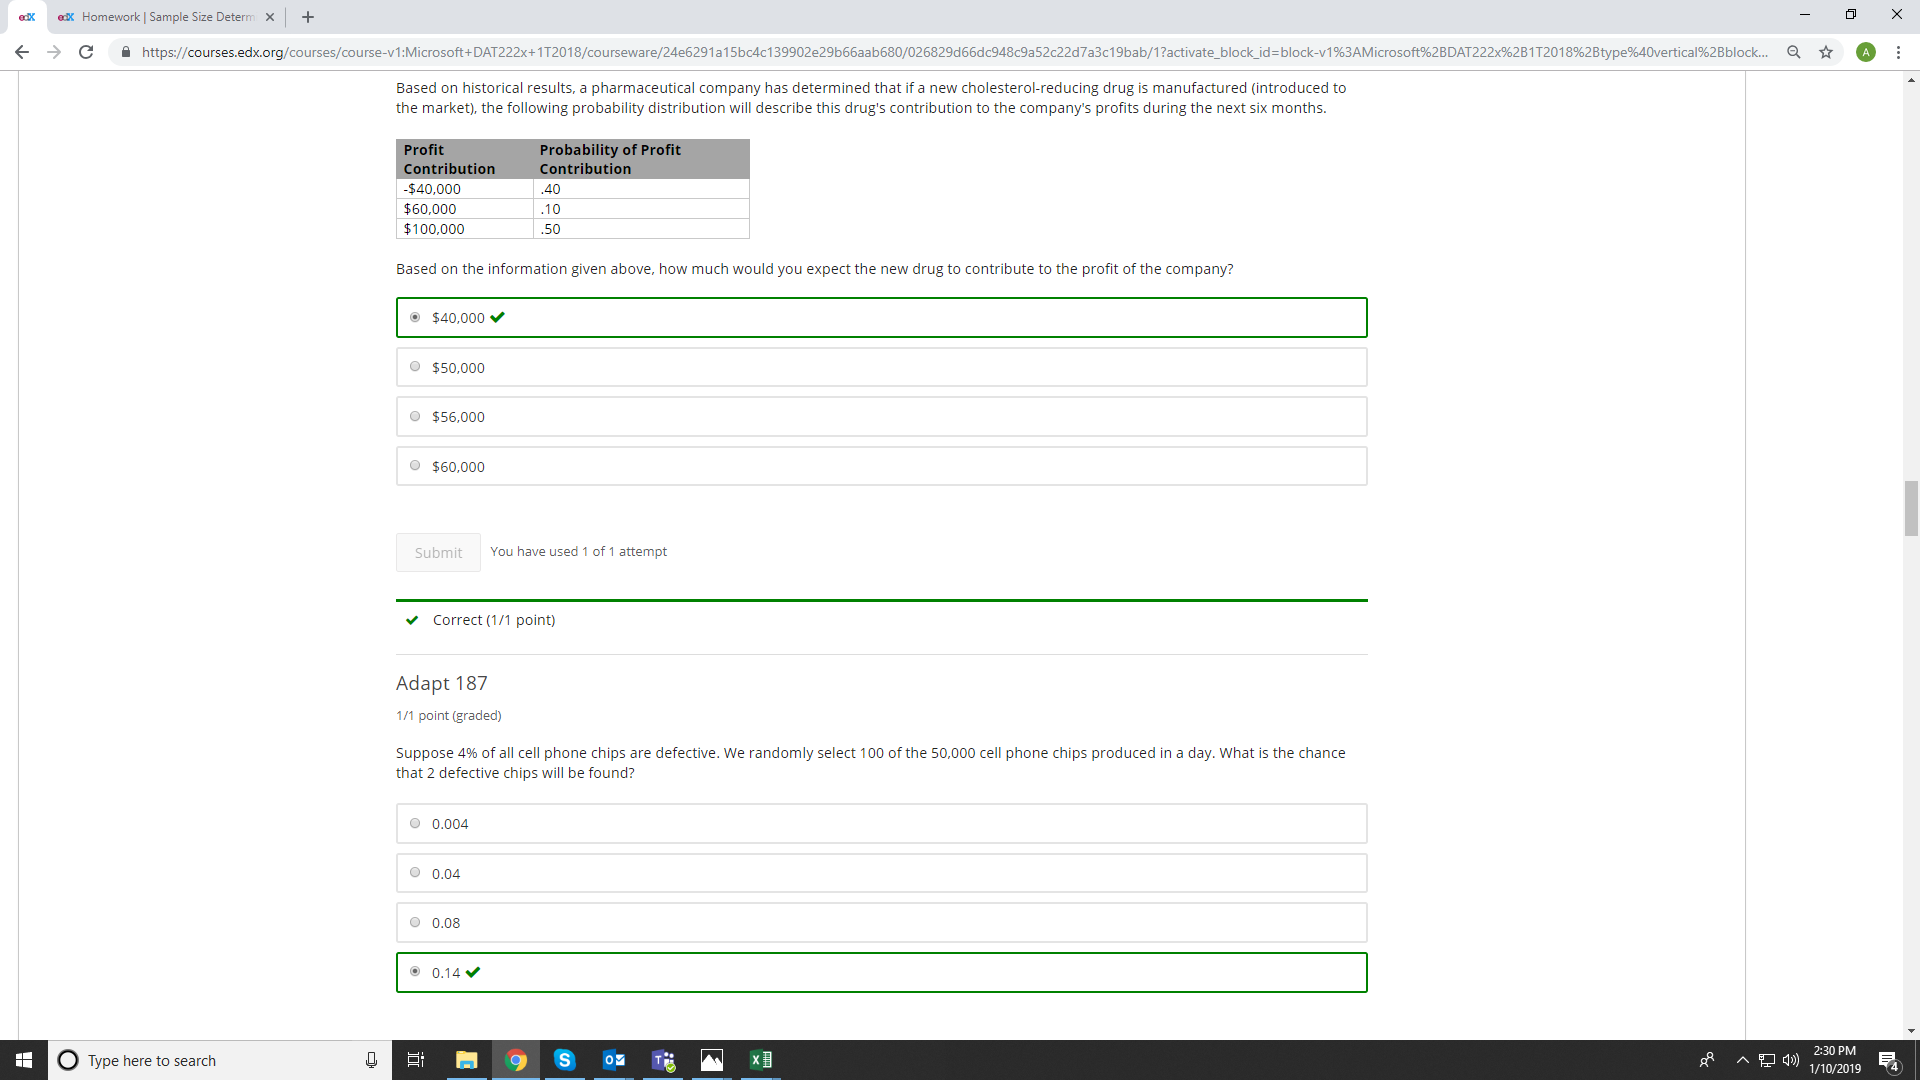 edX
edX Homework | Sample Size Determ
https://courses.edx.org/courses/course-v1:Microsoft+DAT222x+1T2018/courseware/24e6291a15bc4c139902e29b66aab680/026829d66dc948c9a52c22d7a3c19bab/1?activate_block_id=block-v1%3AMicrosoft%2BDAT222x%2B1T2018%2Btype%40vertical%2Bblock...
A
Based on historical results, a pharmaceutical company has determined that if a new cholesterol-reducing drug is manufactured (introduced to
the market), the following probability distribution will describe this drug's contribution to the company's profits during the next six months.
Profit Probability of Profit
Contribution Contribution
-$40,000 .40
$60,000 .10
$100,000 .50
Based on the information given above, how much would you expect the new drug to contribute to the profit of the company?
$40,000
$50,000
$56,000
$60,000
Submit You have used 1 of 1 attempt
Correct (1/1 point)
Adapt 187
1/1 point (graded)
Suppose 4% of all cell phone chips are defective. We randomly select 100 of the 50,000 cell phone chips produced in a day. What is the chance
that 2 defective chips will be found?
0.004
0.04
0.08
0.14
Type here to search
2:30 PM
1/10/2019
4